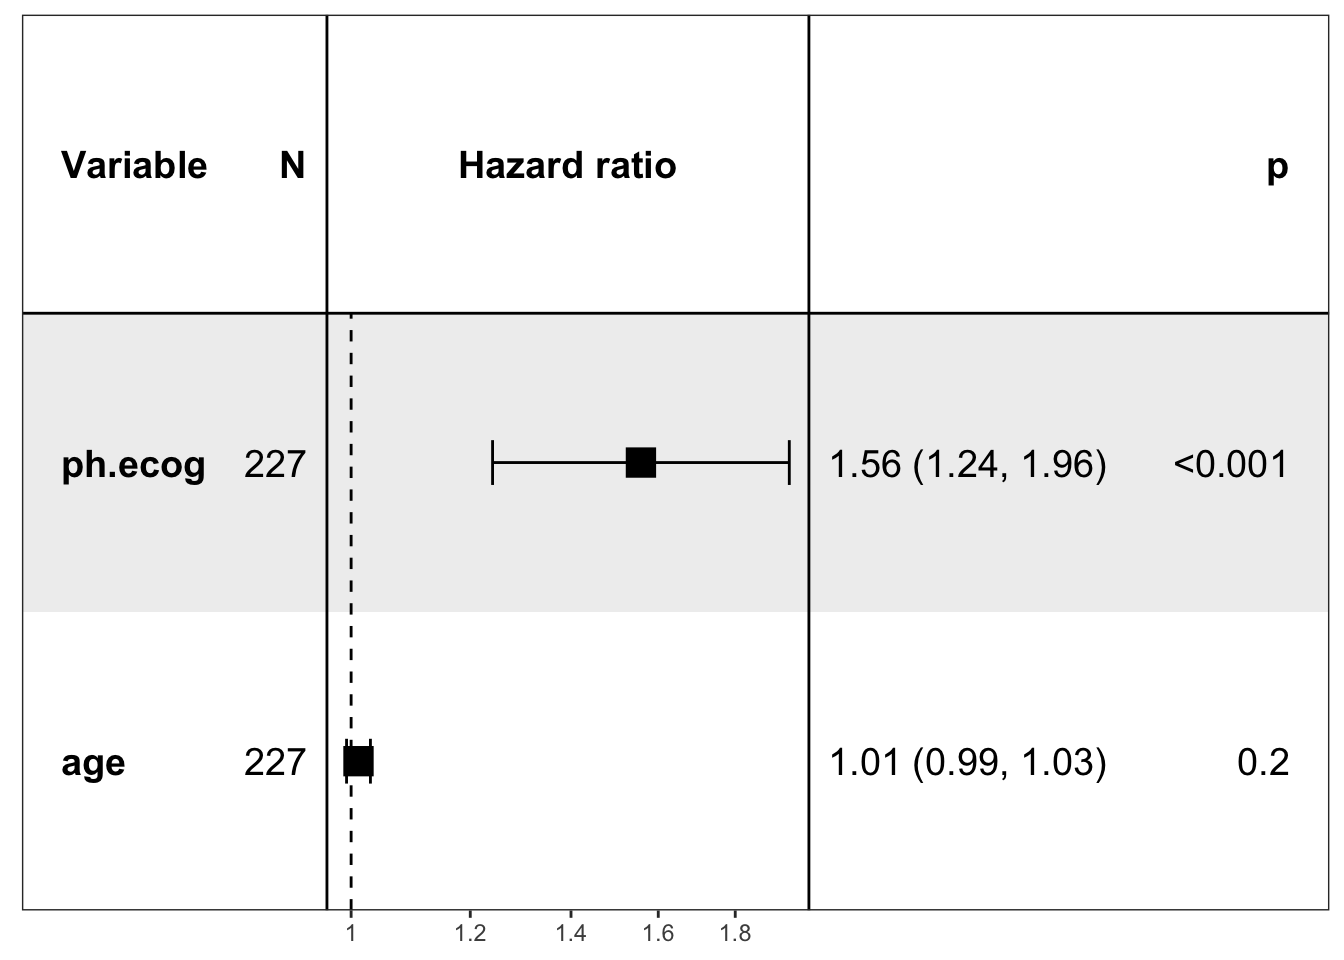 Variable N Hazard ratio p
ph.ecog 227 1.56 (1.24, 1.96) <0.001
age 227 1.01 (0.99, 1.03) 0.2
1 1.2 1.4 1.6 1.8